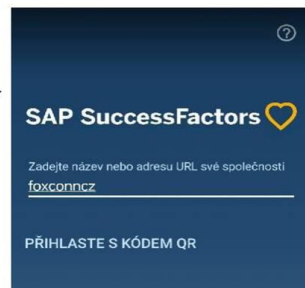 SAP SuccessFactors
Zadejte název nebo adresu URL své společnosti
foxconncz
PŘIHLASTE S KÓDEM QR